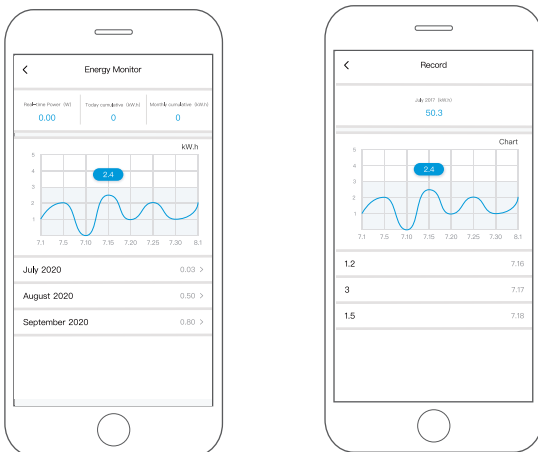 Energy Monitor
Real-time Power (W) Today cumulative (kW.h) Monthly cumulative (kW.h)
0.00 0 0
kW.h
5
4
3
2
1
2.4
7.1 7.5 7.10 7.15 7.20 7.25 7.30 8.1
July 2020 0.03 >
August 2020 0.50 >
September 2020 0.80 >
Record
July 2017 (kW.h)
50.3
Chart
5
4
3
2
1
2.4
7.1 7.5 7.10 7.15 7.20 7.25 7.30 8.1
1.2 7.16
3 7.17
1.5 7.18